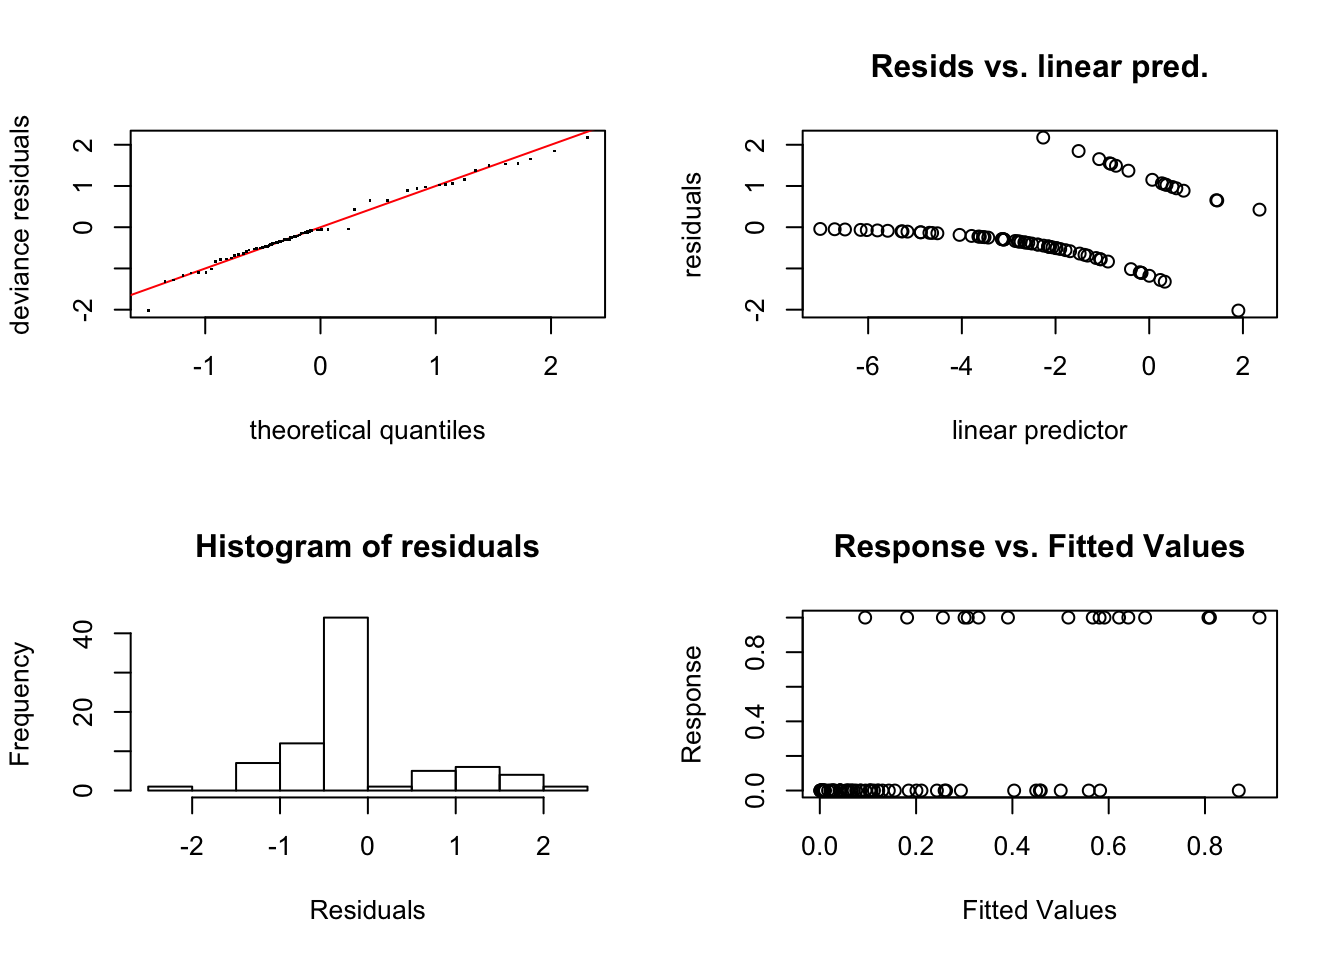 deviance residuals
2
1
0
-2
-1 0 1 2
theoretical quantiles
Resids vs. linear pred.
residuals
2
1
0
-2
-6 -4 -2 0 2
linear predictor
Histogram of residuals
Frequency
40
20
0
-2 -1 0 1 2
Residuals
Response vs. Fitted Values
Response
0.8
0.4
0.0
0.0 0.2 0.4 0.6 0.8
Fitted Values